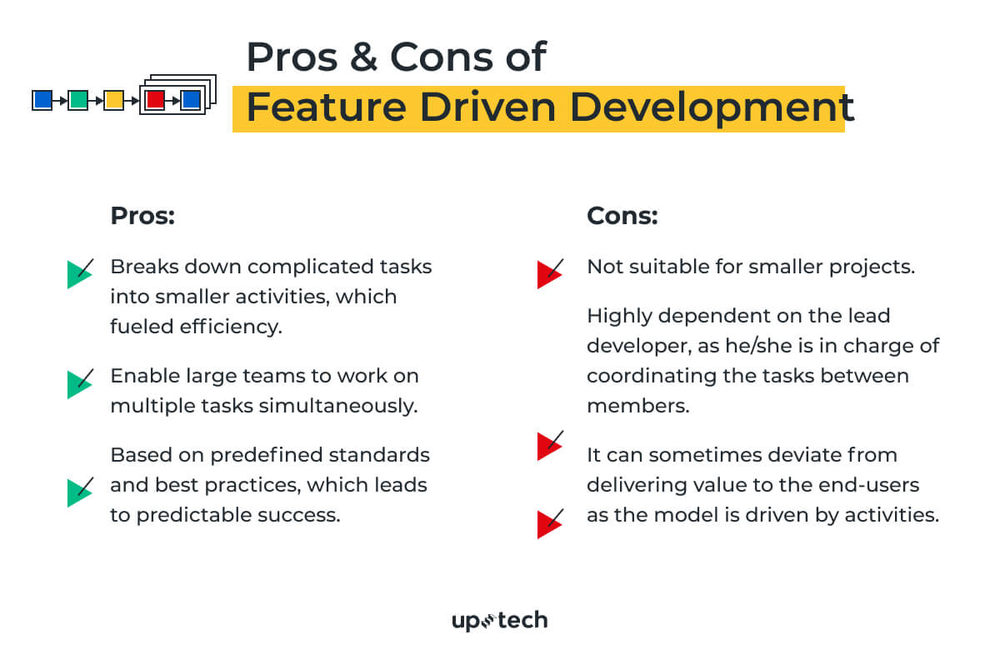 Pros & Cons of
Feature Driven Development
Pros:
Breaks down complicated tasks
into smaller activities, which
fueled efficiency.
Enable large teams to work on
multiple tasks simultaneously.
Based on predefined standards
and best practices, which leads
to predictable success.
Cons:
Not suitable for smaller projects.
Highly dependent on the lead
developer, as he/she is in charge of
coordinating the tasks between
members.
It can sometimes deviate from
delivering value to the end-users
as the model is driven by activities.
up tech